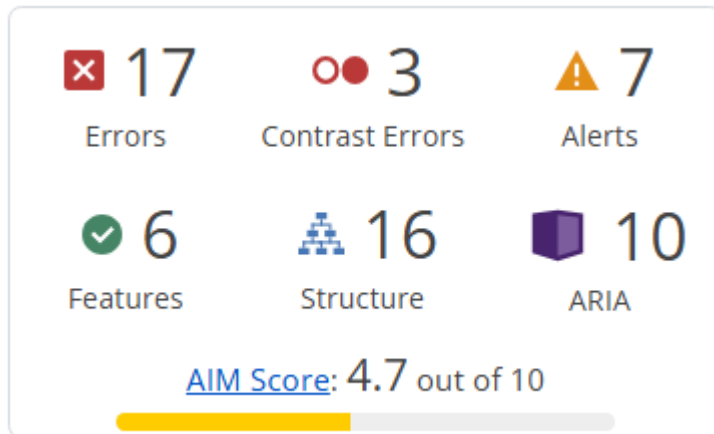 17 3 7
Errors Contrast Errors Alerts
6 16 10
Features Structure ARIA
AIM Score: 4.7 out of 10